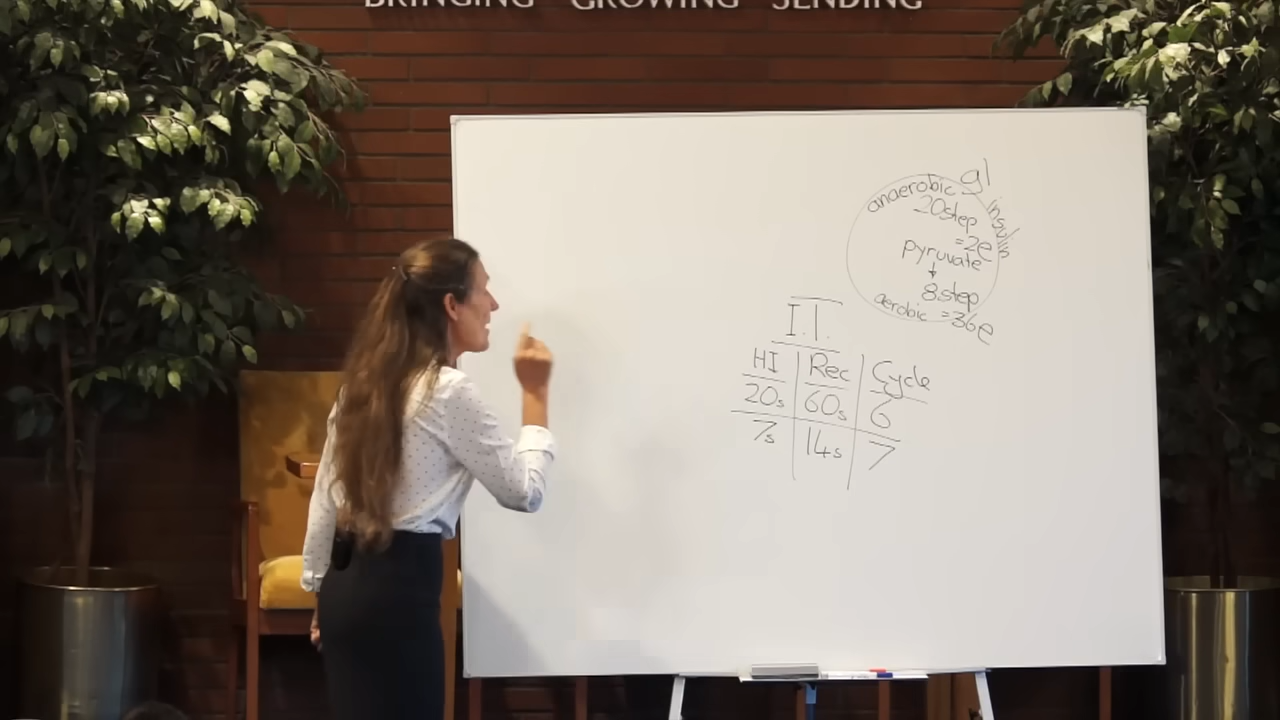 BRINGING GROWING SENDING
gl
anaerobic
insulin
20step
=2e
pyruvate
↓
8step
aerobic =36e
I.T.
HI Rec Cycle
20s 60s 6
7s 14s 7